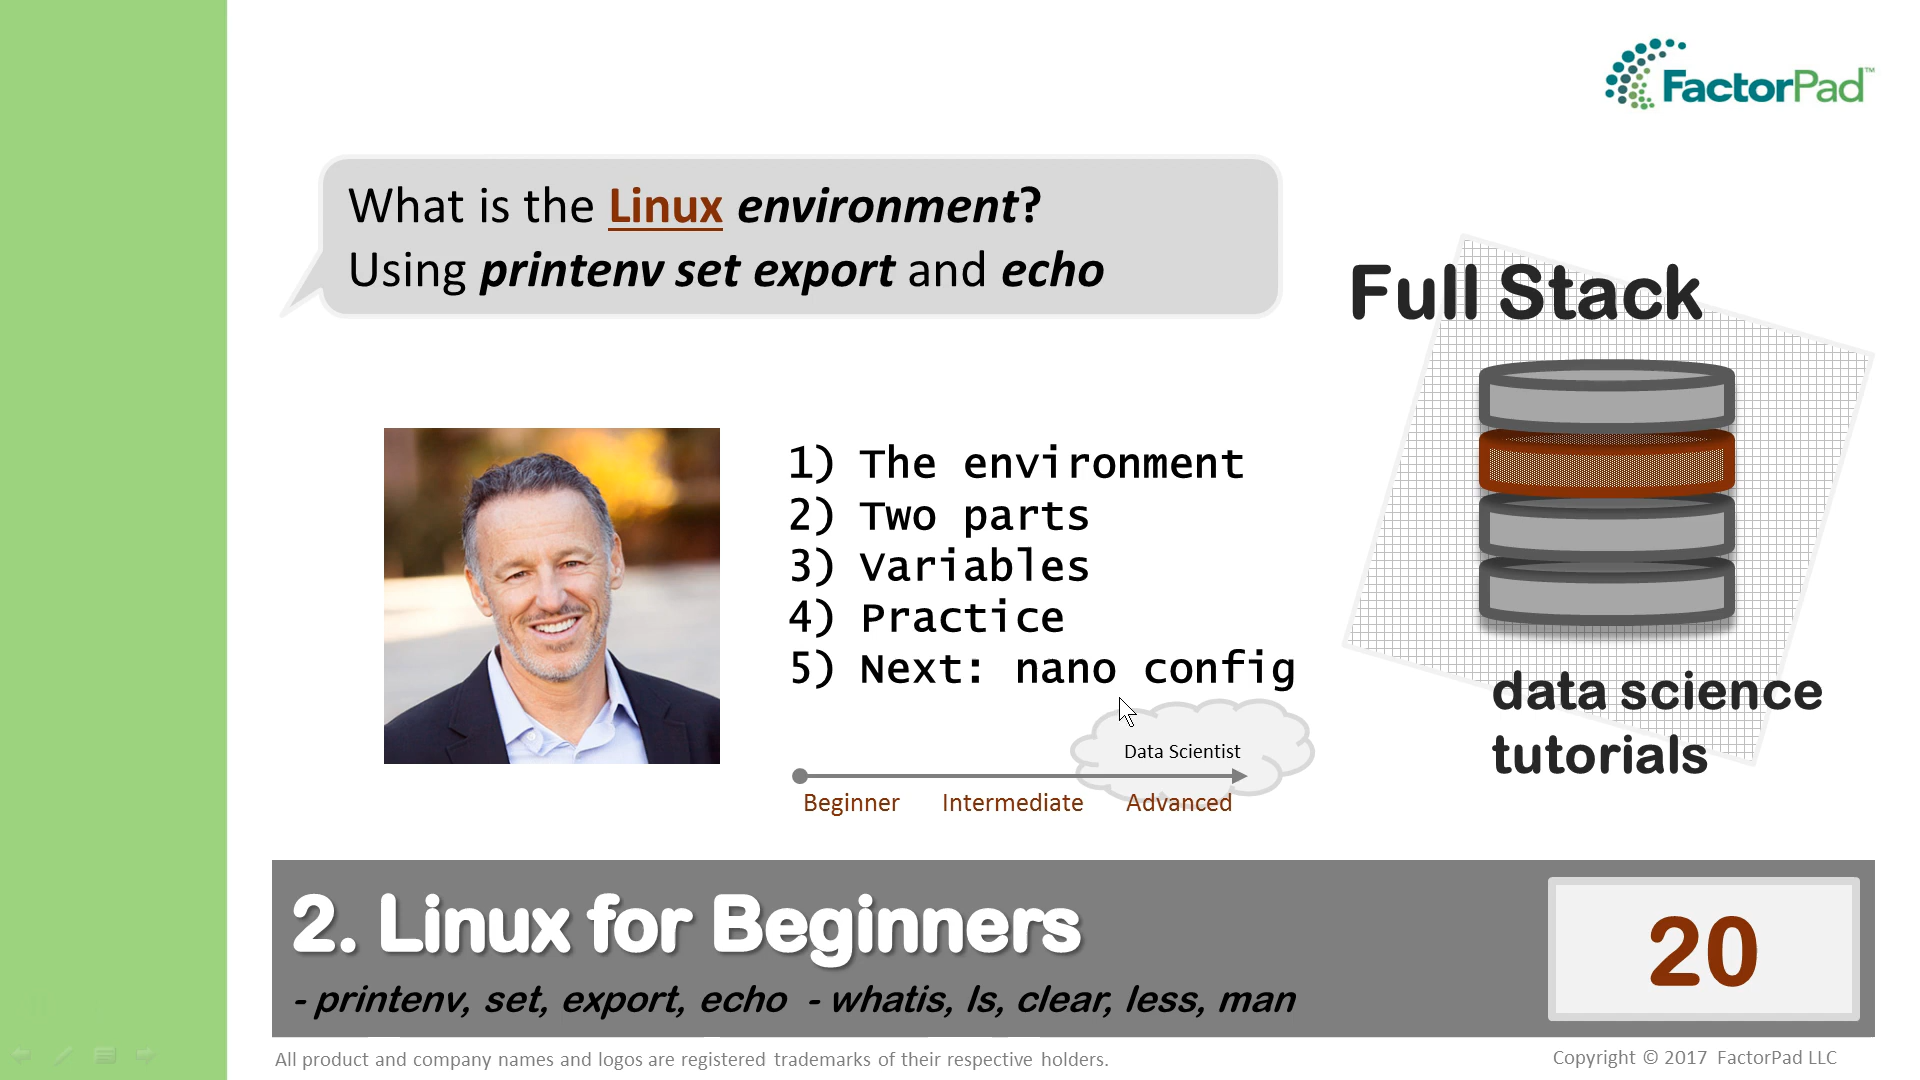 FactorPad™
What is the Linux environment?
Using printenv set export and echo
Full Stack
1) The environment
2) Two parts
3) Variables
4) Practice
5) Next: nano config
data science
tutorials
Data Scientist
Beginner Intermediate Advanced
2. Linux for Beginners
20
- printenv, set, export, echo - whatis, ls, clear, less, man
All product and company names and logos are registered trademarks of their respective holders.
Copyright © 2017 FactorPad LLC